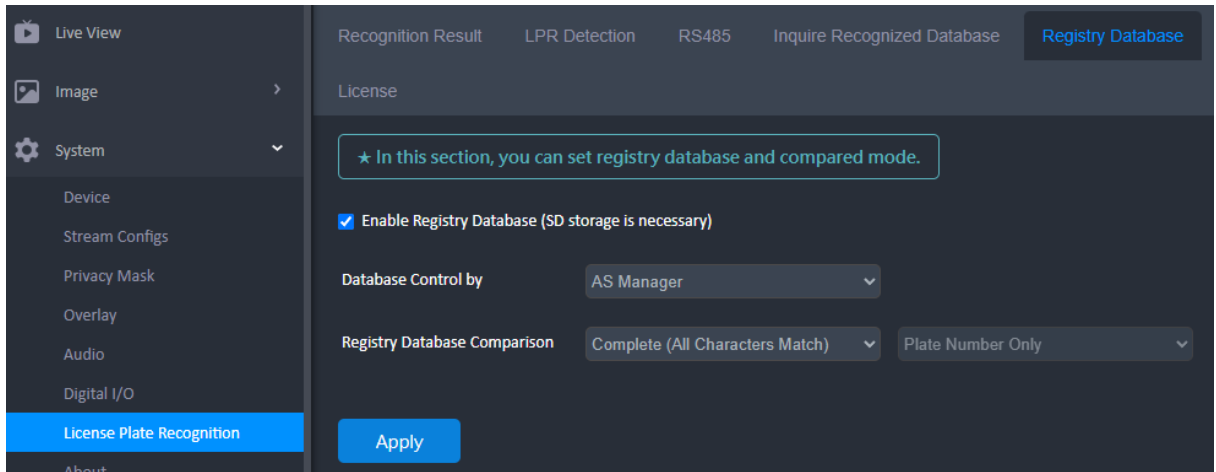 Live View
Image
System
Device
Stream Configs
Privacy Mask
Overlay
Audio
Digital I/O
License Plate Recognition
About
Recognition Result LPR Detection RS485 Inquire Recognized Database Registry Database
License
★ In this section, you can set registry database and compared mode.
Enable Registry Database (SD storage is necessary)
Database Control by AS Manager
Registry Database Comparison Complete (All Characters Match) Plate Number Only
Apply